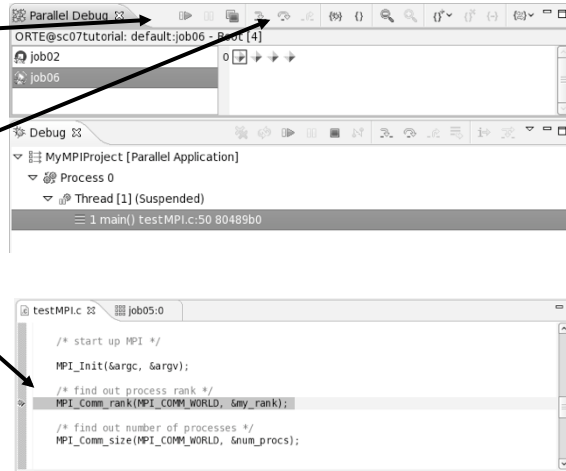 Parallel Debug
ORTE@sc07tutorial: default:job06 - Root [4]
job02
0
job06
Debug
MyMPIProject [Parallel Application]
Process 0
Thread [1] (Suspended)
1 main() testMPI.c:50 80489b0
testMPI.c
job05:0
/* start up MPI */
MPI_Init(&argc, &argv);
/* find out process rank */
MPI_Comm_rank(MPI_COMM_WORLD, &my_rank);
/* find out number of processes */
MPI_Comm_size(MPI_COMM_WORLD, &num_procs);